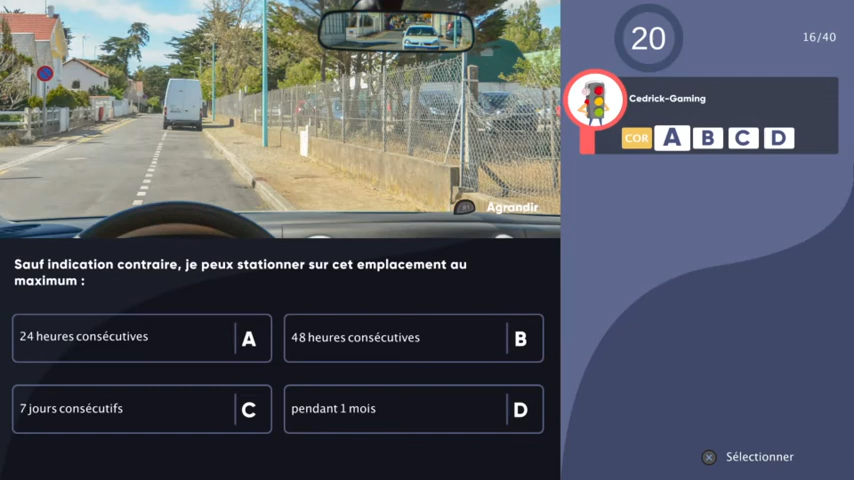 20
16/40
Cedrick-Gaming
COR A B C D
Agrandir
Sauf indication contraire, je peux stationner sur cet emplacement au
maximum :
24 heures consécutives A
48 heures consécutives B
7 jours consécutifs C
pendant 1 mois D
Sélectionner